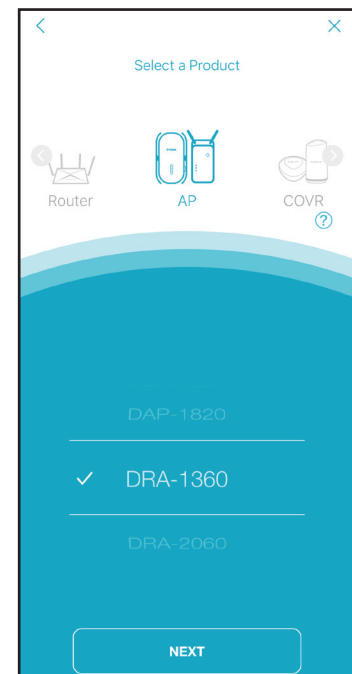 Select a Product
Router
AP
COVR
?
DAP-1820
DRA-1360
DRA-2060
NEXT